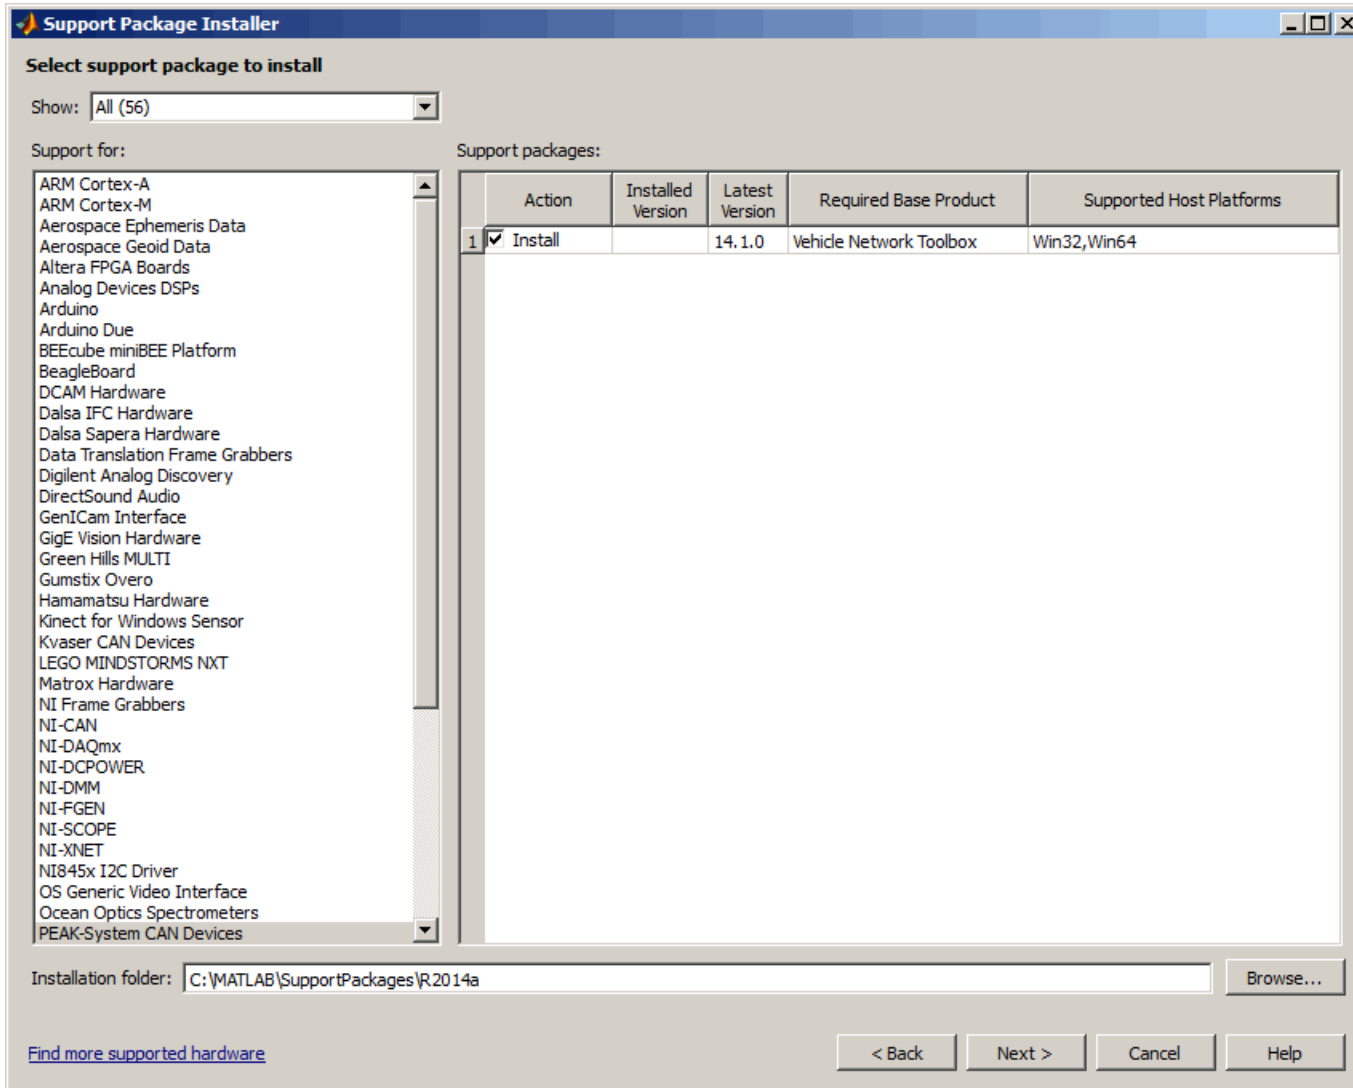 Support Package Installer
Select support package to install
Show: All (56)
Support for:
Support packages:
ARM Cortex-A
ARM Cortex-M
Aerospace Ephemeris Data
Aerospace Geoid Data
Altera FPGA Boards
Analog Devices DSPs
Arduino
Arduino Due
BEEcube miniBEE Platform
BeagleBoard
DCAM Hardware
Dalsa IFC Hardware
Dalsa Sapera Hardware
Data Translation Frame Grabbers
Digilent Analog Discovery
DirectSound Audio
GenICam Interface
GigE Vision Hardware
Green Hills MULTI
Gumstix Overo
Hamamatsu Hardware
Kinect for Windows Sensor
Kvaser CAN Devices
LEGO MINDSTORMS NXT
Matrox Hardware
NI Frame Grabbers
NI-CAN
NI-DAQmx
NI-DCPOWER
NI-DMM
NI-FGEN
NI-SCOPE
NI-XNET
NI845x I2C Driver
OS Generic Video Interface
Ocean Optics Spectrometers
PEAK-System CAN Devices
Action Installed Version Latest Version Required Base Product Supported Host Platforms
1 Install 14.1.0 Vehicle Network Toolbox Win32,Win64
Installation folder: C:\MATLAB\SupportPackages\R2014a Browse...
Find more supported hardware < Back Next > Cancel Help